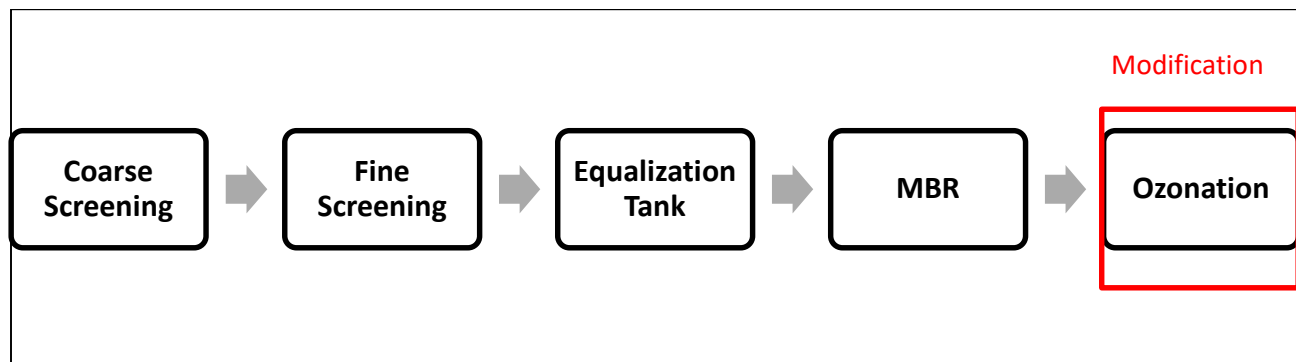 Modification
Coarse
Screening
Fine
Screening
Equalization
Tank
MBR
Ozonation